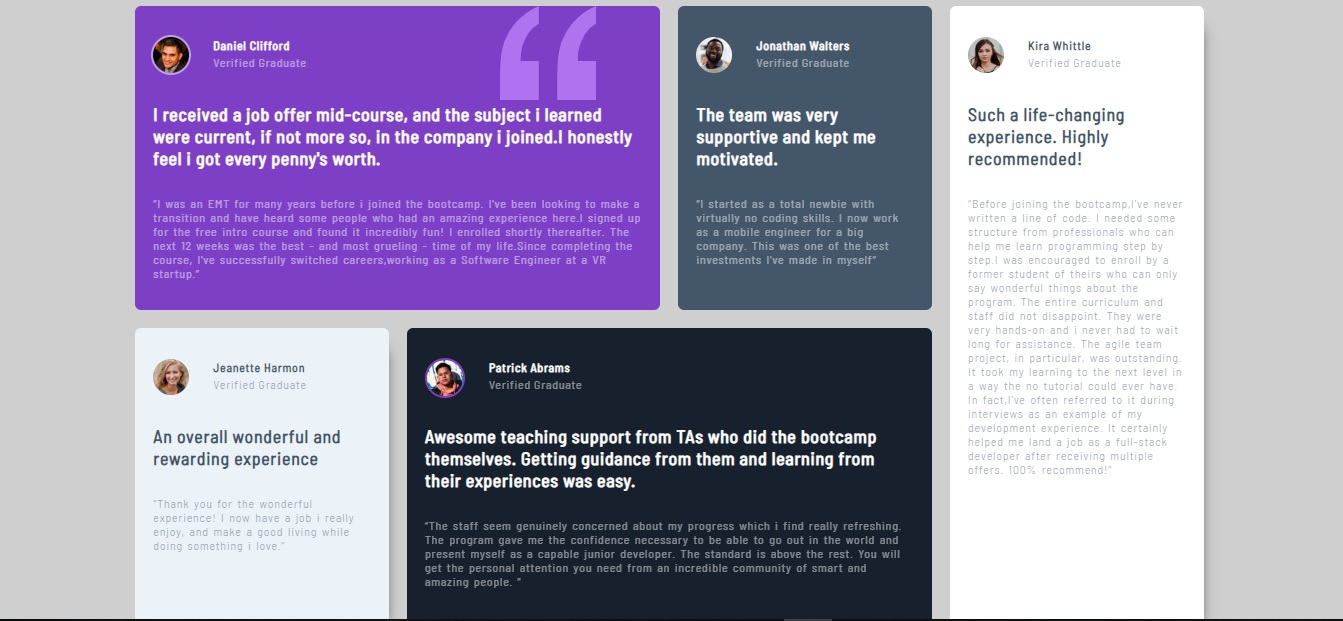 Daniel Clifford
Verified Graduate
I received a job offer mid-course, and the subject i learned
were current, if not more so, in the company i joined.I honestly
feel i got every penny's worth.
"I was an EMT for many years before i joined the bootcamp. I've been looking to make a
transition and have heard some people who had an amazing experience here.I signed up
for the free intro course and found it incredibly fun! I enrolled shortly thereafter. The
next 12 weeks was the best - and most grueling - time of my life.Since completing the
course, I've successfully switched careers,working as a Software Engineer at a VR
startup."
Jonathan Walters
Verified Graduate
The team was very
supportive and kept me
motivated.
"I started as a total newbie with
virtually no coding skills. I now work
as a mobile engineer for a big
company. This was one of the best
investments I've made in myself"
Kira Whittle
Verified Graduate
Such a life-changing
experience. Highly
recommended!
"Before joining the bootcamp,I've never
written a line of code. I needed some
structure from professionals who can
help me learn programming step by
step.I was encouraged to enroll by a
former student of theirs who can only
say wonderful things about the
program. The entire curriculum and
staff did not disappoint. They were
very hands-on and i never had to wait
long for assistance. The agile team
project, in particular, was outstanding.
It took my learning to the next level in
a way the no tutorial could ever have.
In fact,I've often referred to it during
interviews as an example of my
development experience. It certainly
helped me land a job as a full-stack
developer after receiving multiple
offers. 100% recommend!"
Jeanette Harmon
Verified Graduate
An overall wonderful and
rewarding experience
"Thank you for the wonderful
experience! I now have a job i really
enjoy, and make a good living while
doing something i love."
Patrick Abrams
Verified Graduate
Awesome teaching support from TAs who did the bootcamp
themselves. Getting guidance from them and learning from
their experiences was easy.
"The staff seem genuinely concerned about my progress which i find really refreshing.
The program gave me the confidence necessary to be able to go out in the world and
present myself as a capable junior developer. The standard is above the rest. You will
get the personal attention you need from an incredible community of smart and
amazing people. "